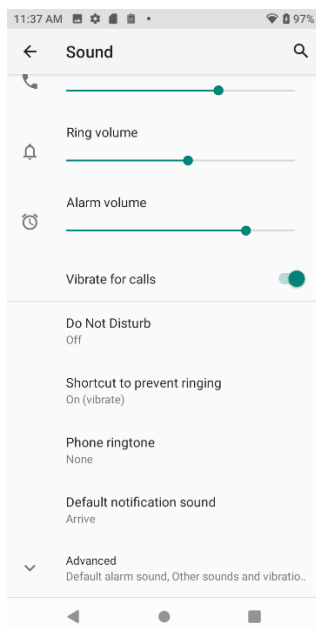 11:37 AM 97%
Sound
Ring volume
Alarm volume
Vibrate for calls
Do Not Disturb
Off
Shortcut to prevent ringing
On (vibrate)
Phone ringtone
None
Default notification sound
Arrive
Advanced
Default alarm sound, Other sounds and vibratio..